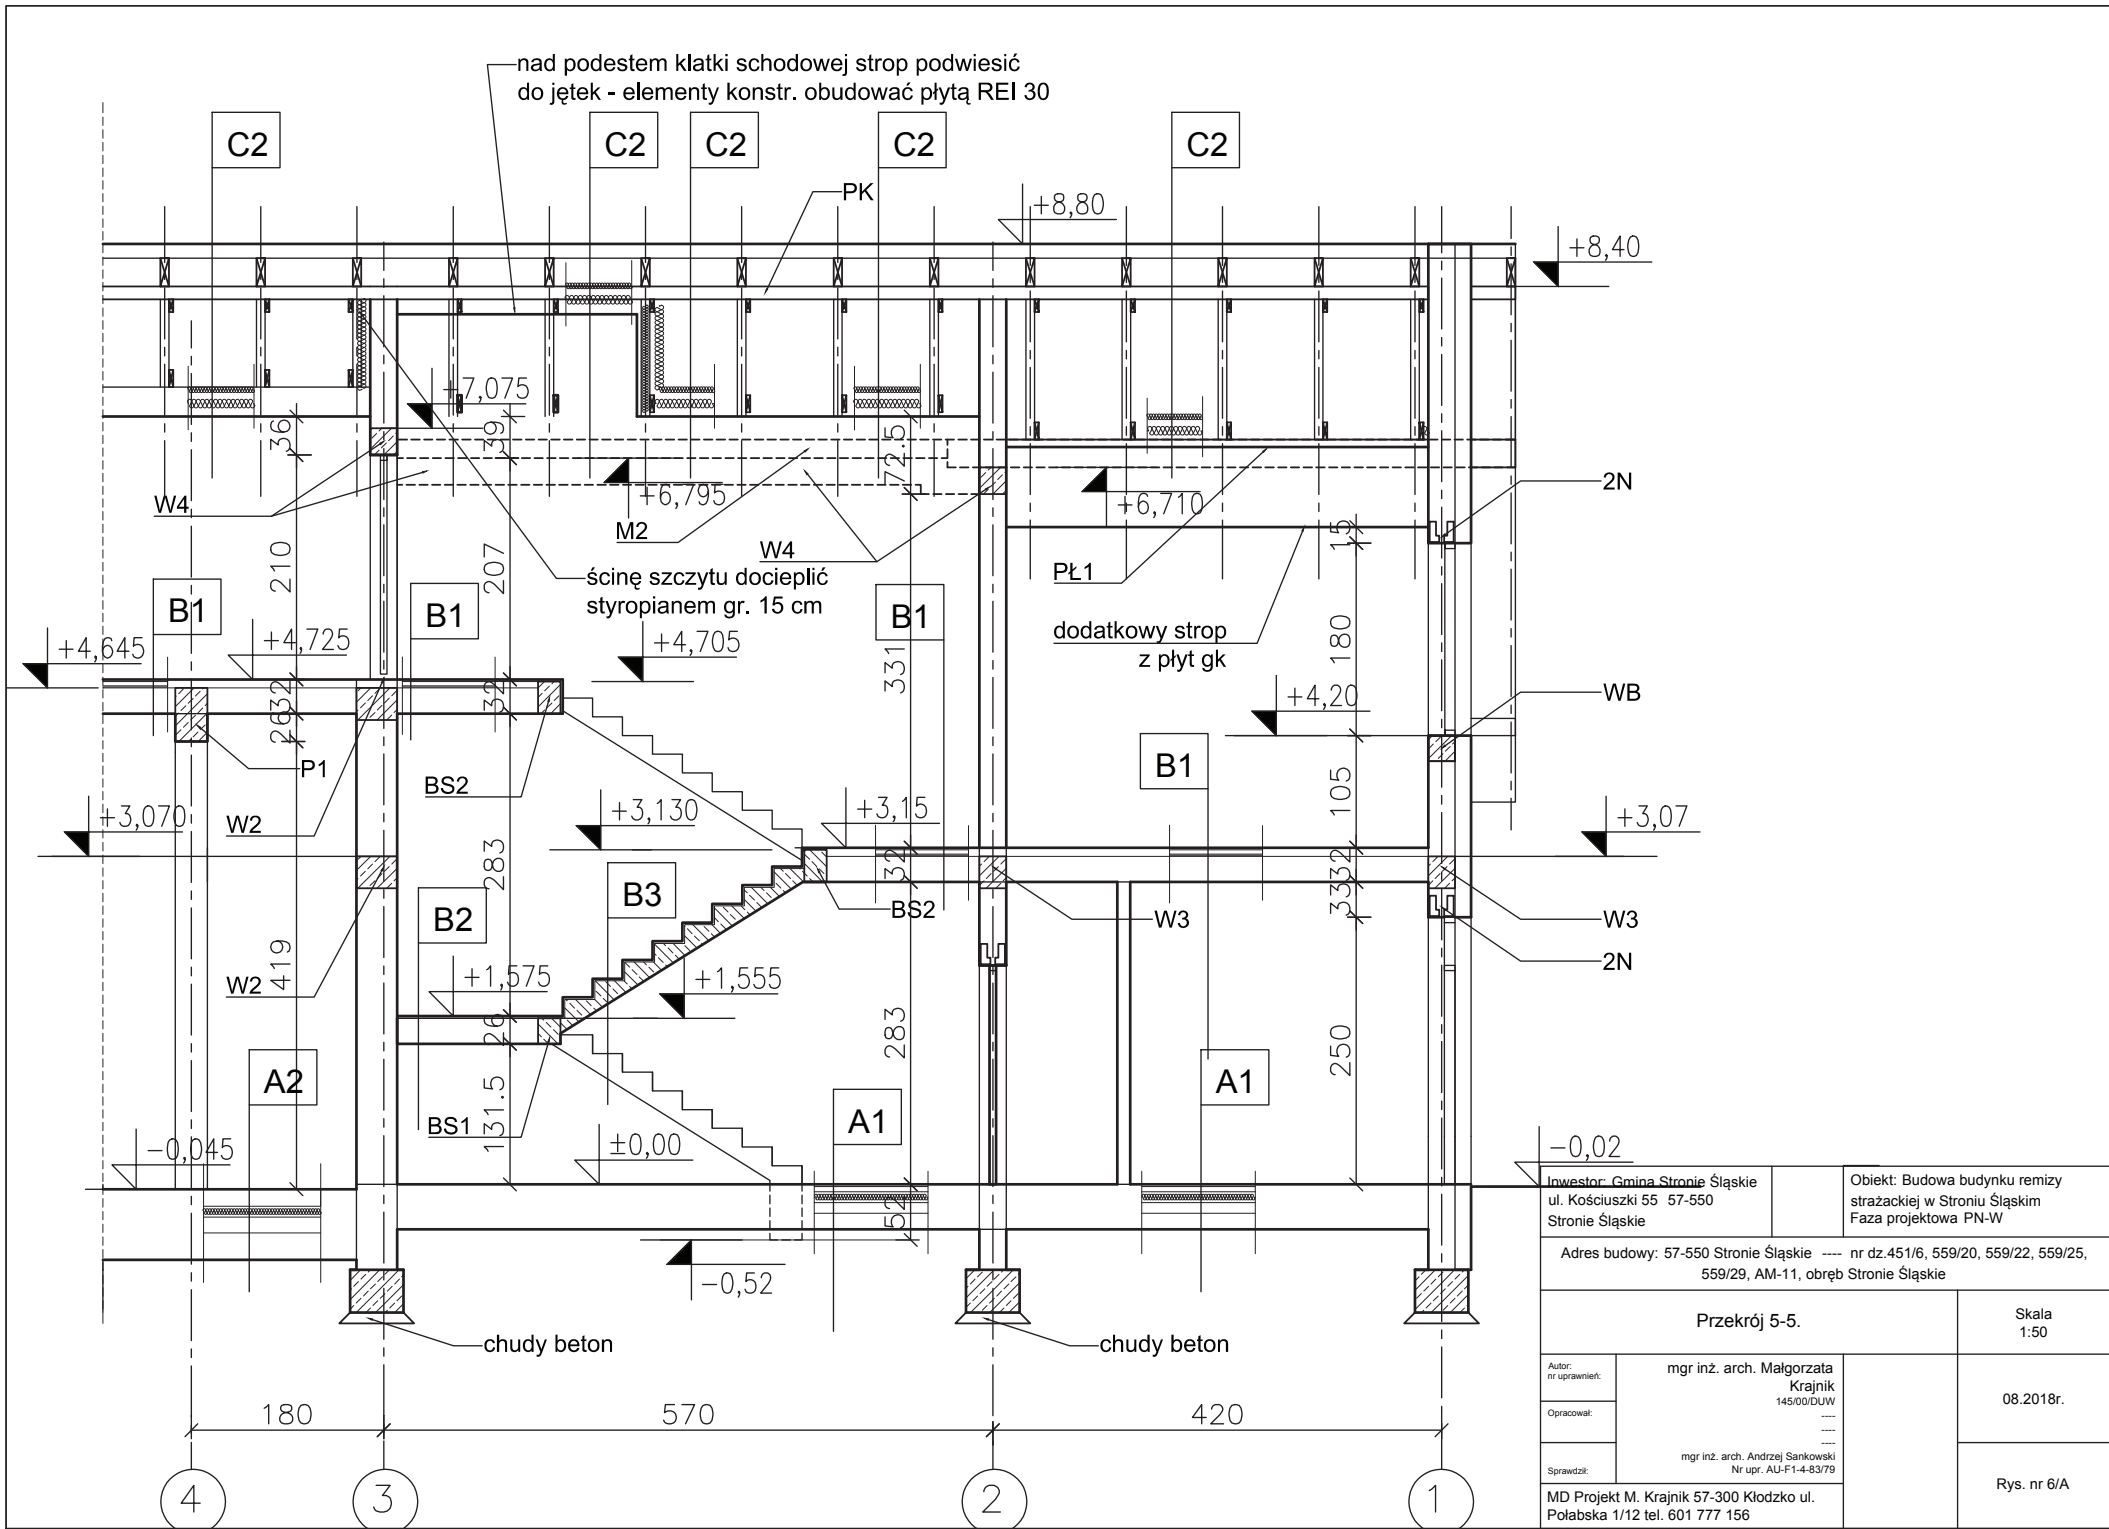 nad podestem klatki schodowej strop podwiesić
do jętek - elementy konstr. obudować płytą REI 30
C2
C2
C2
C2
C2
PK
+8,80
+8,40
+7,075
36
39
72.5
+6,795
+6,710
W4
M2
W4
2N
15
PŁ1
ścinę szczytu docieplić
styropianem gr. 15 cm
dodatkowy strop
z płyt gk
210
207
331
180
B1
B1
B1
+4,645
+4,725
+4,705
+4,20
WB
32
26
32
P1
BS2
B1
105
+3,070
W2
+3,130
+3,15
+3,07
283
32
32
33
B2
B3
BS2
W3
W3
2N
419
W2
+1,575
+1,555
26
283
250
A2
131.5
BS1
A1
A1
-0,045
±0,00
-0,02
52
-0,52
chudy beton
chudy beton
180
570
420
4
3
2
1
Inwestor: Gmina Stronie Śląskie
ul. Kościuszki 55 57-550
Stronie Śląskie
Obiekt: Budowa budynku remizy
strażackiej w Stroniu Śląskim
Faza projektowa PN-W
Adres budowy: 57-550 Stronie Śląskie ---- nr dz.451/6, 559/20, 559/22, 559/25,
559/29, AM-11, obręb Stronie Śląskie
Przekrój 5-5.
Skala
1:50
Autor:
nr uprawnień:
mgr inż. arch. Małgorzata
Krajnik
145/00/DUW
08.2018r.
Opracował:
----
----
----
Sprawdził:
mgr inż. arch. Andrzej Sankowski
Nr upr. AU-F1-4-83/79
Rys. nr 6/A
MD Projekt M. Krajnik 57-300 Kłodzko ul.
Połabska 1/12 tel. 601 777 156